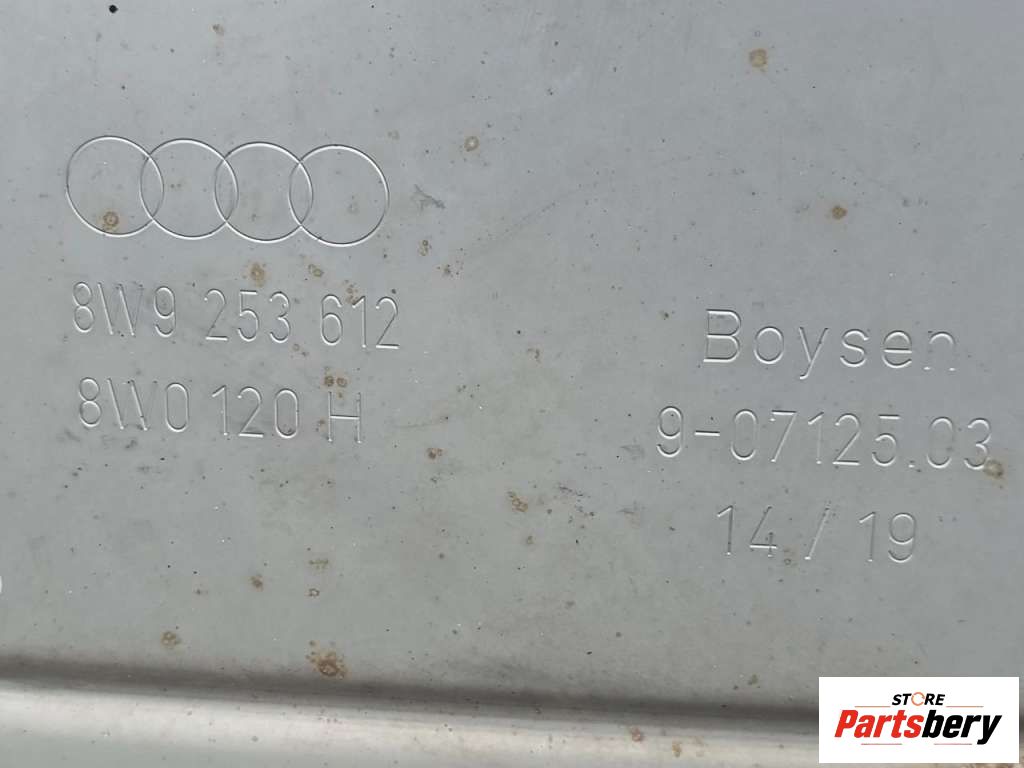 8W9 253 612
8W0 120 H
Boysen
9-07125.03
14 / 19
STORE
Partsbery